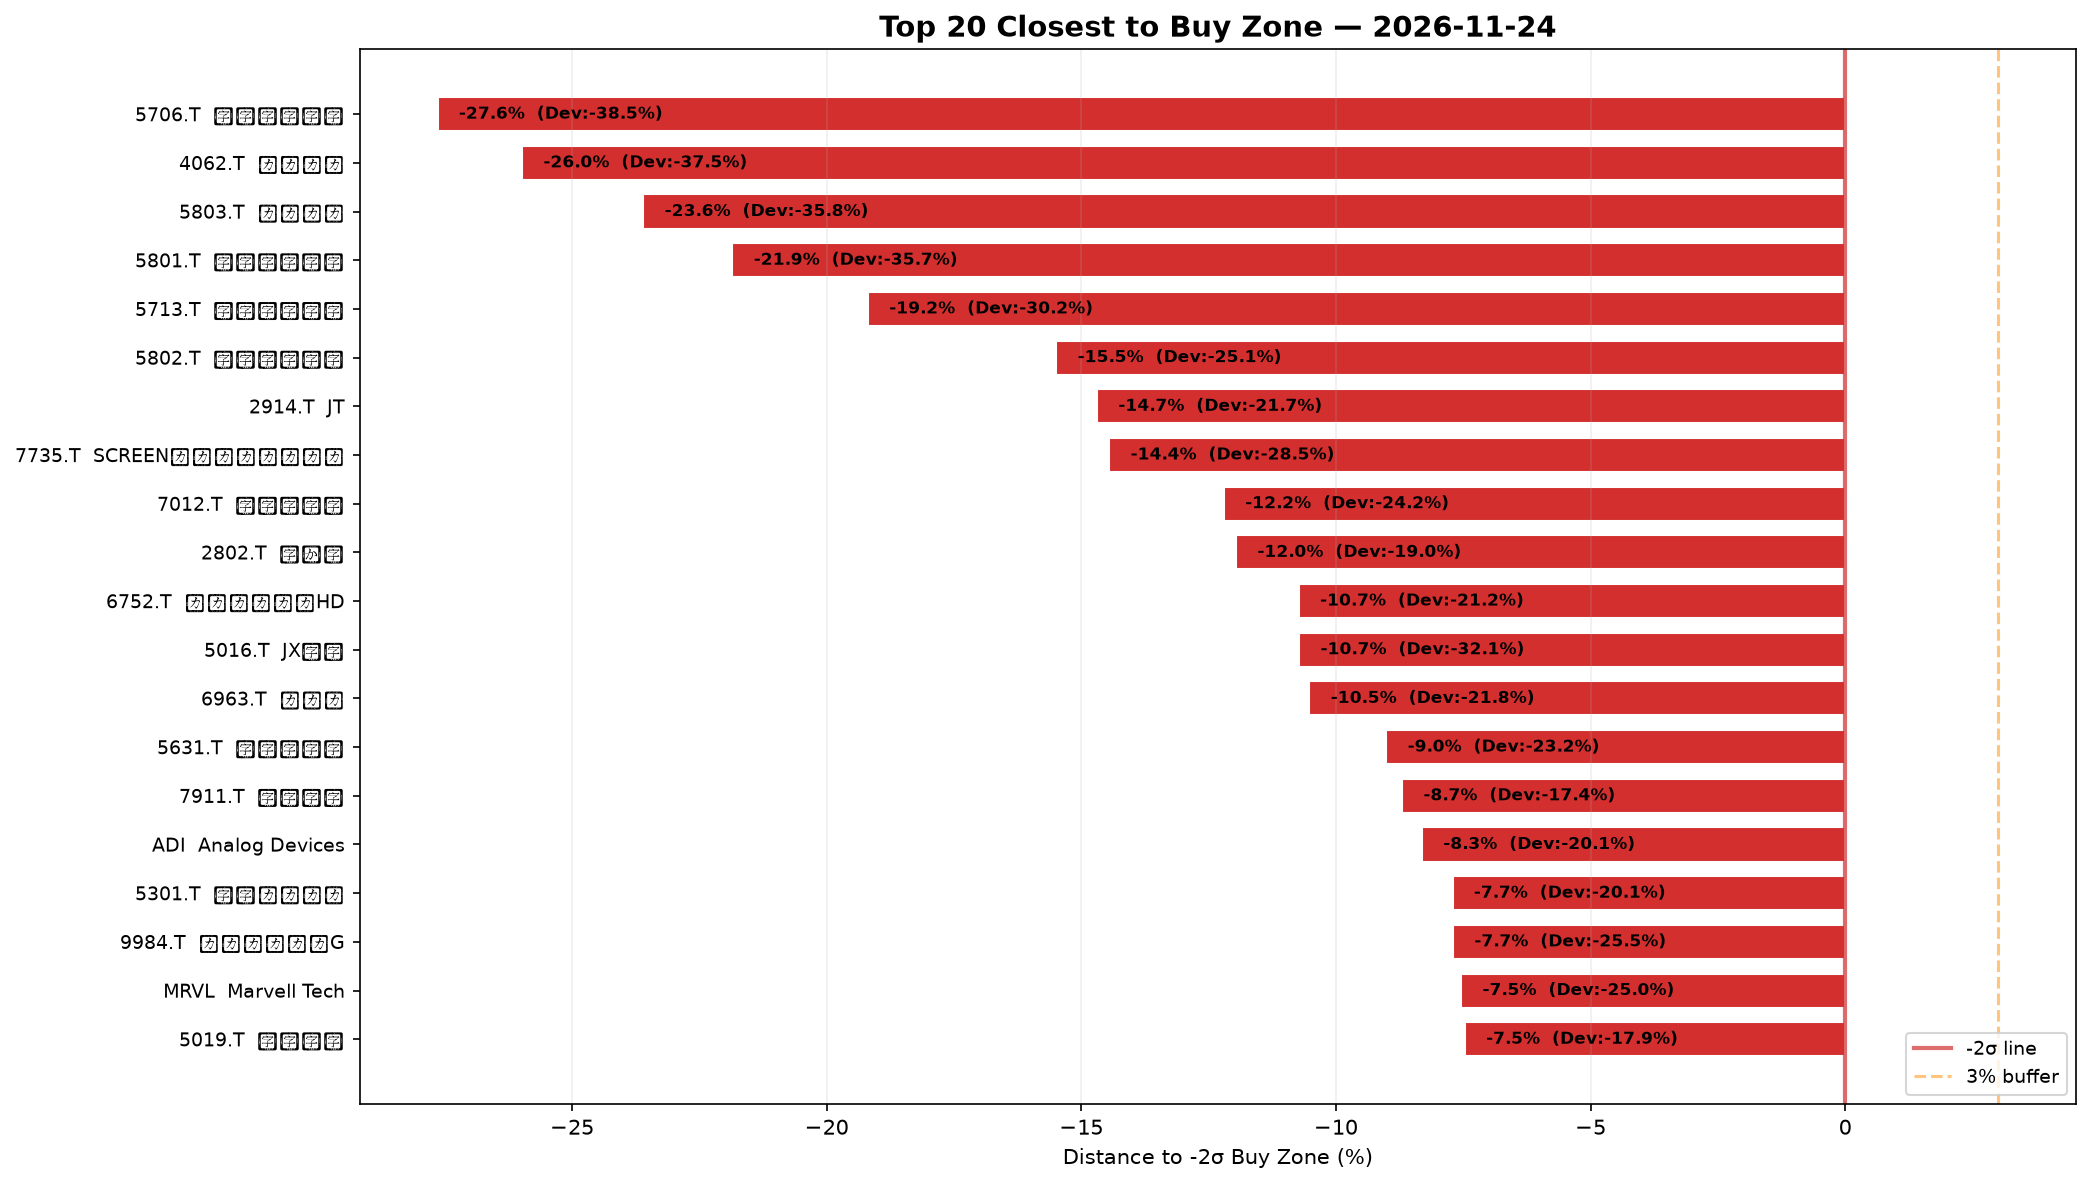 Top 20 Closest to Buy Zone — 2026-11-24
5706.T
-27.6% (Dev:-38.5%)
4062.T
-26.0% (Dev:-37.5%)
5803.T
-23.6% (Dev:-35.8%)
5801.T
-21.9% (Dev:-35.7%)
5713.T
-19.2% (Dev:-30.2%)
5802.T
-15.5% (Dev:-25.1%)
2914.T JT
-14.7% (Dev:-21.7%)
7735.T SCREEN
-14.4% (Dev:-28.5%)
7012.T
-12.2% (Dev:-24.2%)
2802.T
-12.0% (Dev:-19.0%)
6752.T HD
-10.7% (Dev:-21.2%)
5016.T JX
-10.7% (Dev:-32.1%)
6963.T
-10.5% (Dev:-21.8%)
5631.T
-9.0% (Dev:-23.2%)
7911.T
-8.7% (Dev:-17.4%)
ADI Analog Devices
-8.3% (Dev:-20.1%)
5301.T
-7.7% (Dev:-20.1%)
9984.T G
-7.7% (Dev:-25.5%)
MRVL Marvell Tech
-7.5% (Dev:-25.0%)
5019.T
-7.5% (Dev:-17.9%)
-2σ line
3% buffer
−25 −20 −15 −10 −5 0
Distance to -2σ Buy Zone (%)